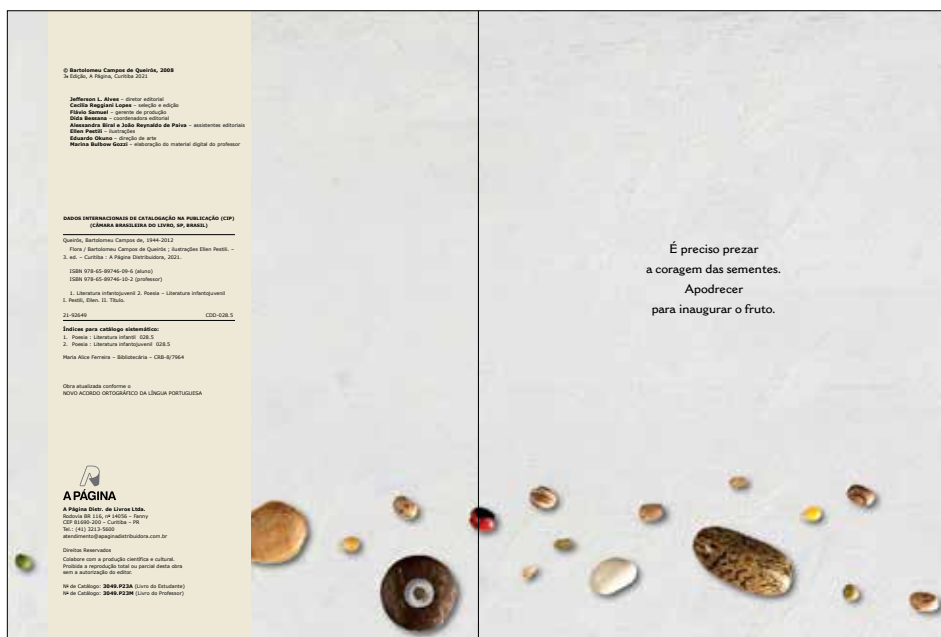 © Bartolomeu Campos de Queirós, 2008
3ª Edição, A Página, Curitiba 2021
Jefferson L. Alves – diretor editorial
Cecilia Reggiani Lopes – seleção e edição
Flávio Samuel – gerente de produção
Dida Bessana – coordenadora editorial
Alessandra Biral e João Reynaldo de Paiva – assistentes editoriais
Ellen Pestili – ilustrações
Eduardo Okuno – direção de arte
Marina Bulbow Gozzi – elaboração do material digital do professor
DADOS INTERNACIONAIS DE CATALOGAÇÃO NA PUBLICAÇÃO (CIP)
(CÂMARA BRASILEIRA DO LIVRO, SP, BRASIL)
Queirós, Bartolomeu Campos de, 1944-2012
Flora / Bartolomeu Campos de Queirós ; ilustrações Ellen Pestili. –
3. ed. – Curitiba : A Página Distribuidora, 2021.
ISBN 978-65-89746-09-6 (aluno)
ISBN 978-65-89746-10-2 (professor)
1. Literatura infantojuvenil 2. Poesia – Literatura infantojuvenil
I. Pestili, Ellen. II. Título.
21-92649 CDD-028.5
Índices para catálogo sistemático:
1. Poesia : Literatura infantil 028.5
2. Poesia : Literatura infantojuvenil 028.5
Maria Alice Ferreira – Bibliotecária – CRB-8/7964
Obra atualizada conforme o
NOVO ACORDO ORTOGRÁFICO DA LÍNGUA PORTUGUESA
A PÁGINA
A Página Distr. de Livros Ltda.
Rodovia BR 116, nº 14056 – Fanny
CEP 81690-200 – Curitiba – PR
Tel.: (41) 3213-5600
atendimento@apaginadistribuidora.com.br
Direitos Reservados
Colabore com a produção científica e cultural.
Proibida a reprodução total ou parcial desta obra
sem a autorização do editor.
Nº de Catálogo: 3049.P23A (Livro do Estudante)
Nº de Catálogo: 3049.P23M (Livro do Professor)
É preciso prezar
a coragem das sementes.
Apodrecer
para inaugurar o fruto.